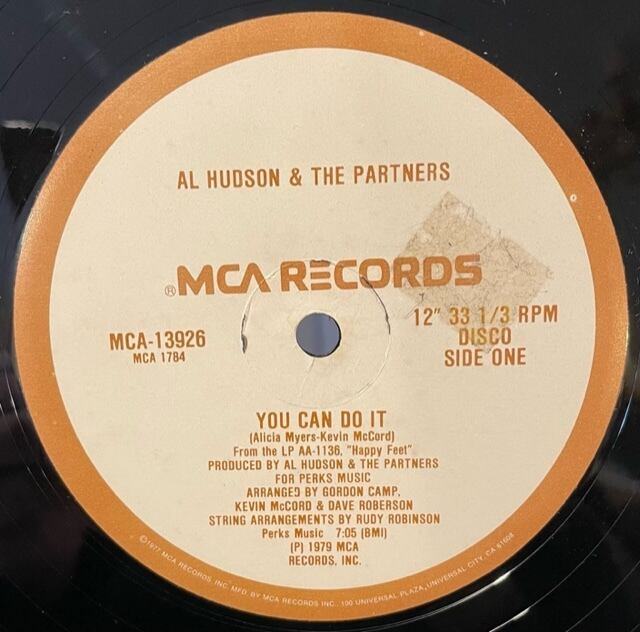 AL HUDSON & THE PARTNERS
®MCA RECORDS
MCA-13926
MCA 1784
12" 33 1/3 RPM
DISCO
SIDE ONE
YOU CAN DO IT
(Alicia Myers-Kevin McCord)
From the LP AA-1136, "Happy Feet"
PRODUCED BY AL HUDSON & THE PARTNERS
FOR PERKS MUSIC
ARRANGED BY GORDON CAMP,
KEVIN McCORD & DAVE ROBERSON
STRING ARRANGEMENTS BY RUDY ROBINSON
Perks Music 7:05 (BMI)
(P) 1979 MCA
RECORDS, INC.
©1977 MCA RECORDS, INC. MFD. BY MCA RECORDS INC., 100 UNIVERSAL PLAZA, UNIVERSAL CITY, CA. 91608